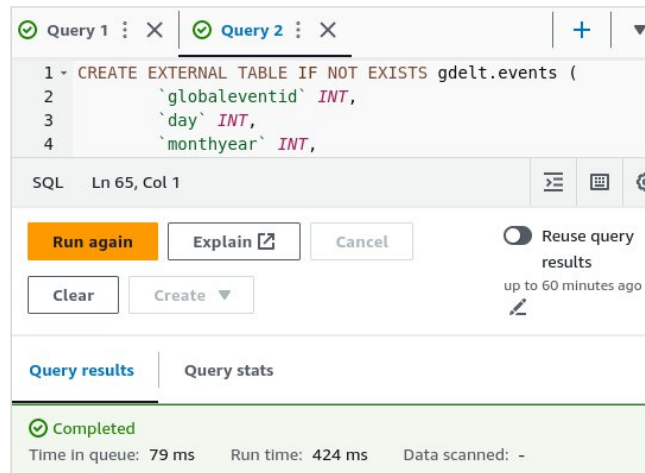 Query 1
Query 2
1 CREATE EXTERNAL TABLE IF NOT EXISTS gdelt.events (
2 `globaleventid` INT,
3 `day` INT,
4 `monthyear` INT,
SQL Ln 65, Col 1
Run again Explain Cancel
Reuse query
results
up to 60 minutes ago
Clear Create
Query results Query stats
Completed
Time in queue: 79 ms Run time: 424 ms Data scanned: -